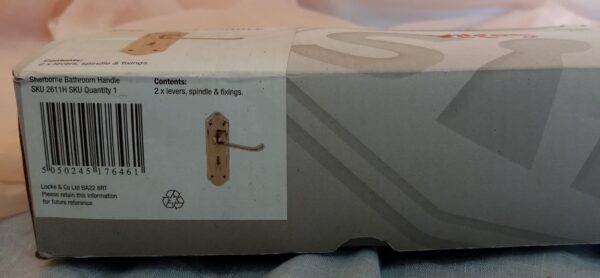 Contents:
2 x levers, spindle & fixings.
Sherborne Bathroom Handle
SKU 2611H SKU Quantity 1
Contents:
2 x levers, spindle & fixings.
5 050245 176461
Locke & Co Ltd BA22 8RT
Please retain this information
for future reference